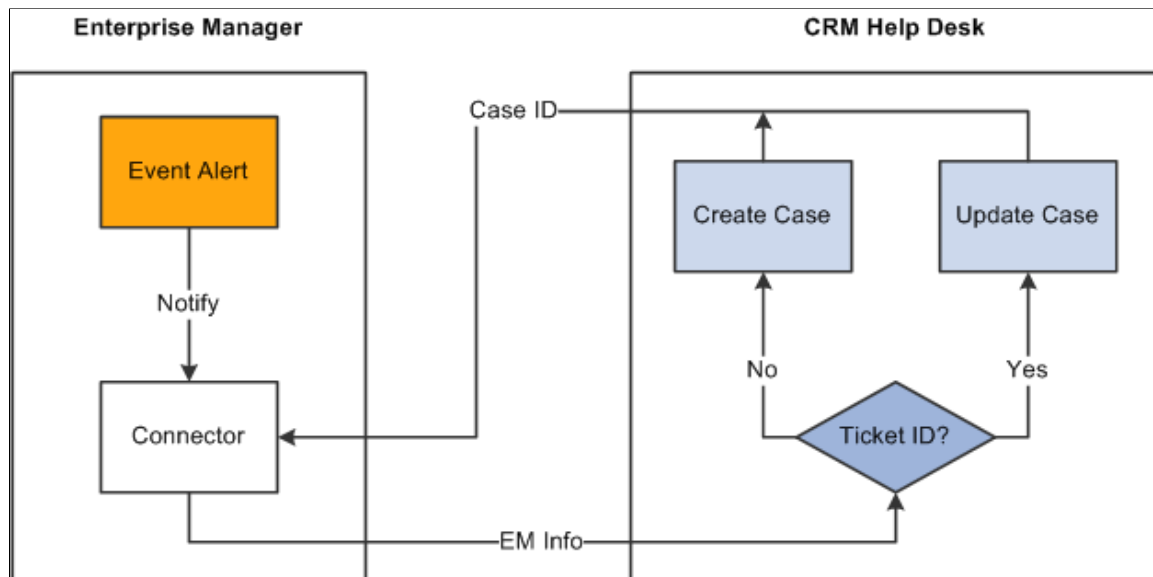 Enterprise Manager
CRM Help Desk
Case ID
Event Alert
Create Case
Update Case
Notify
No
Yes
Connector
Ticket ID?
EM Info